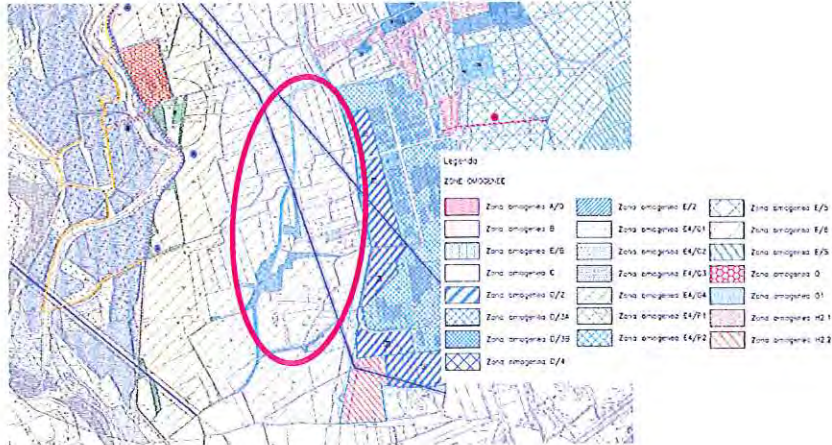 Legenda
ZONE OMOGENEE
Zona omogenea A/0
Zona omogenea B
Zona omogenea E/6
Zona omogenea C
Zona omogenea D/2
Zona omogenea D/3A
Zona omogenea D/3B
Zona omogenea D/4
Zona omogenea E/2
Zona omogenea E4/C1
Zona omogenea E4/C2
Zona omogenea E4/C3
Zona omogenea E4/C4
Zona omogenea E4/P1
Zona omogenea E4/P2
Zona omogenea E/5
Zona omogenea
Zona omogenea E/5
Zona omogenea
Zona omogenea G1
Zona omogenea H2.1
Zona omogenea H2.2